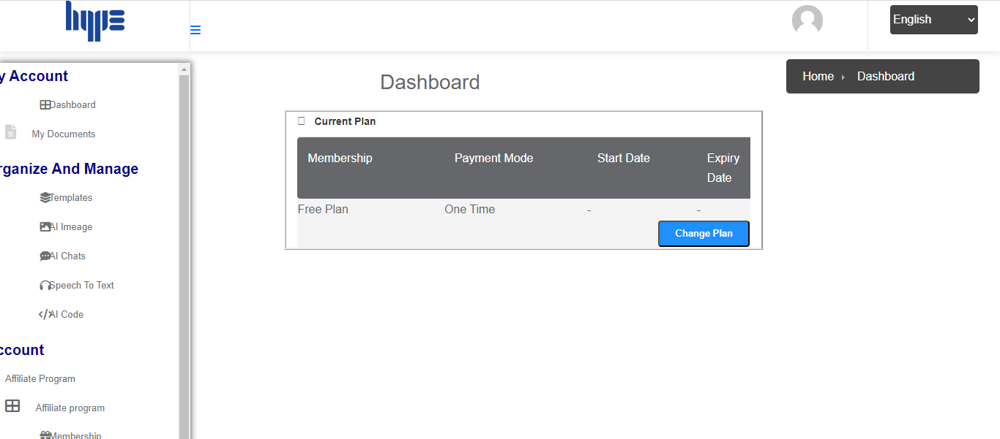 hype
English
y Account
Dashboard
My Documents
rganize And Manage
Templates
AI Imeage
AI Chats
Speech To Text
AI Code
ccount
Affiliate Program
Affiliate program
Membership
Dashboard
Home Dashboard
Current Plan
Membership Payment Mode Start Date Expiry Date
Free Plan One Time - -
Change Plan